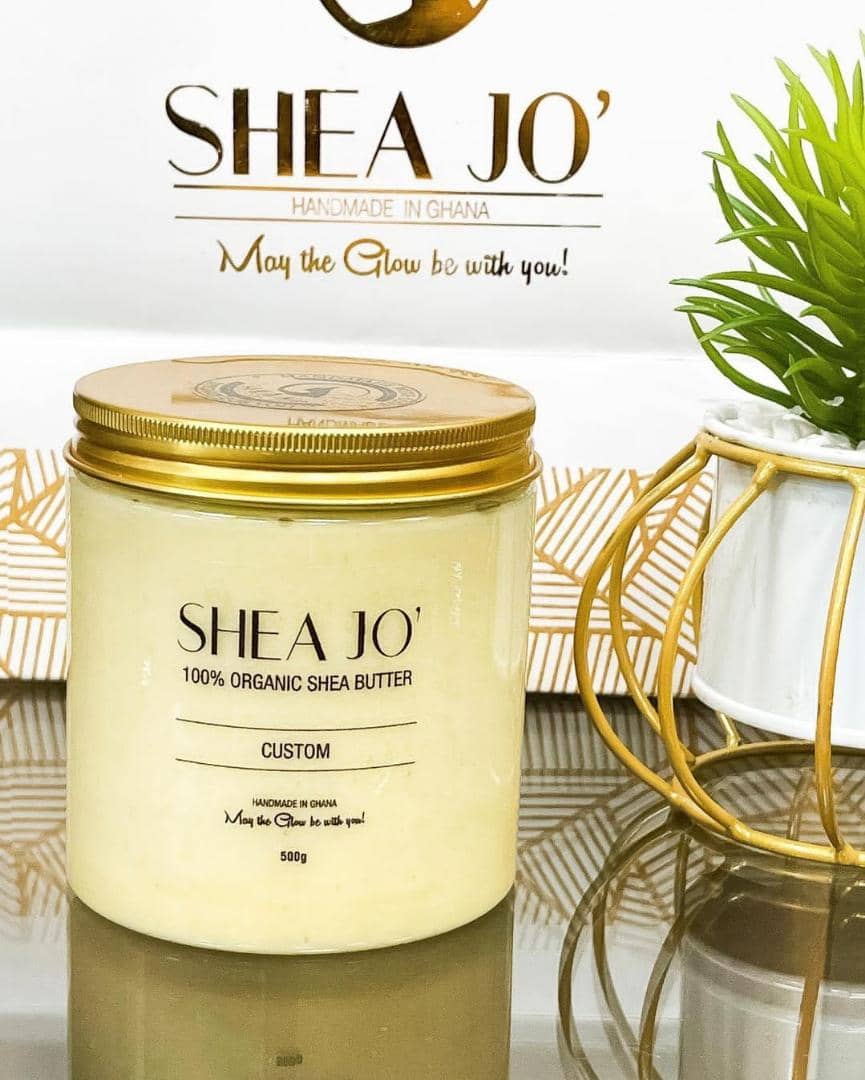 SHEA JO'
HANDMADE IN GHANA
May the Glow be with you!
SHEA JO'
100% ORGANIC SHEA BUTTER
CUSTOM
HANDMADE IN GHANA
May the Glow be with you!
500g